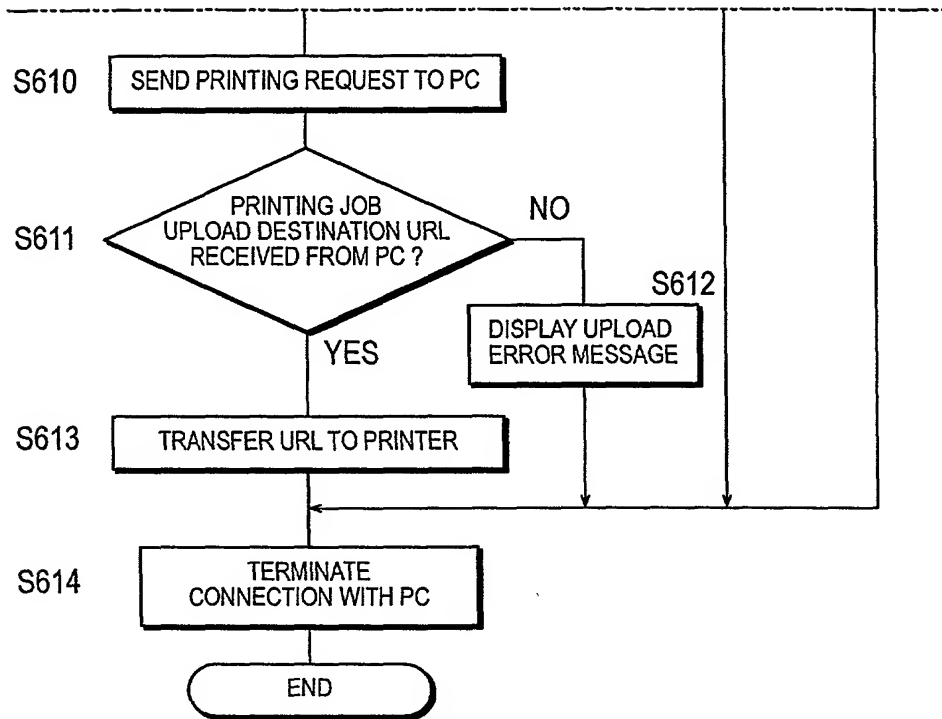 S610
SEND PRINTING REQUEST TO PC
S611
PRINTING JOB
UPLOAD DESTINATION URL
RECEIVED FROM PC ?
NO
YES
S612
DISPLAY UPLOAD
ERROR MESSAGE
S613
TRANSFER URL TO PRINTER
S614
TERMINATE
CONNECTION WITH PC
END